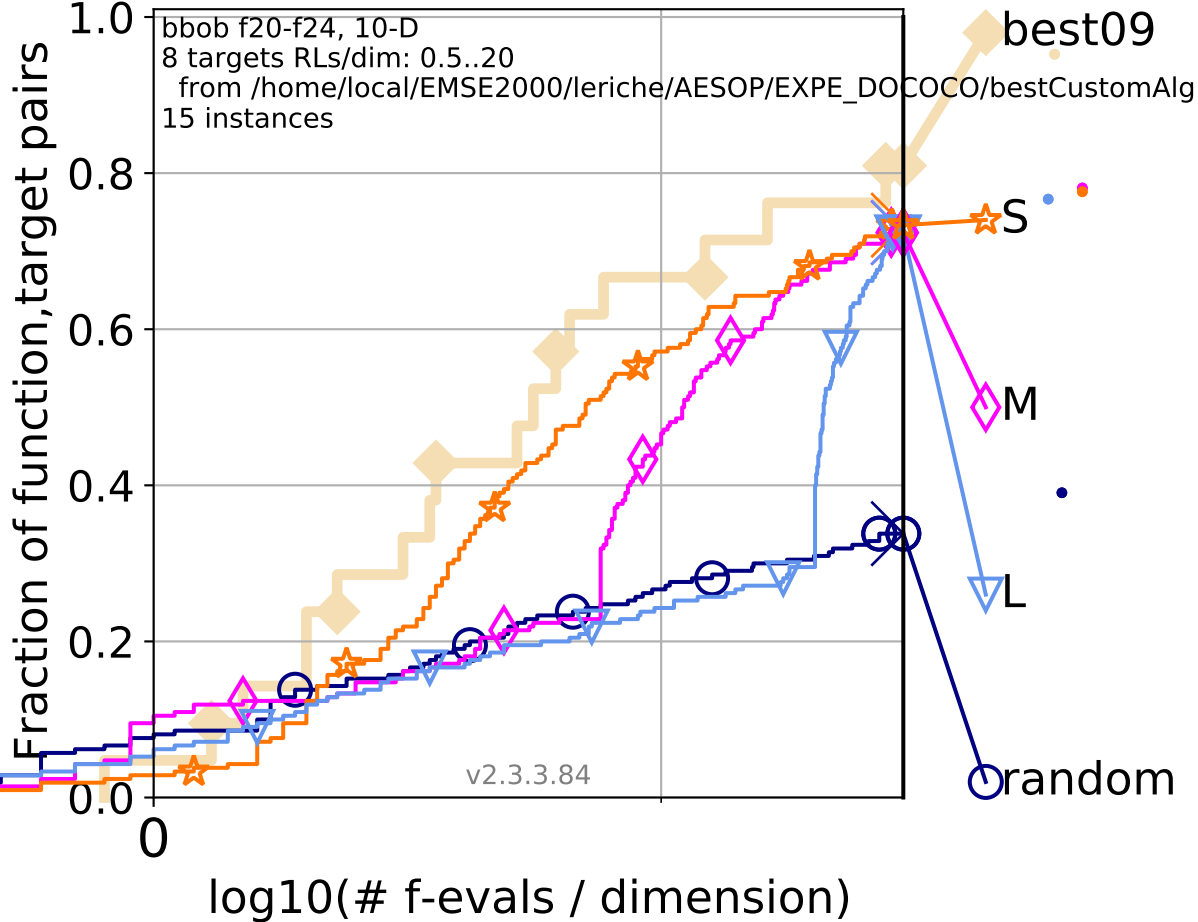 bbob f20-f24, 10-D
8 targets RLs/dim: 0.5..20
from /home/local/EMSE2000/leriche/AESOP/EXPE_DOCOCO/bestCustomAlg
15 instances
Fraction of function,target pairs
1.0
0.8
0.6
0.4
0.2
0.0
best09
S
M
L
random
v2.3.3.84
0
log10(# f-evals / dimension)